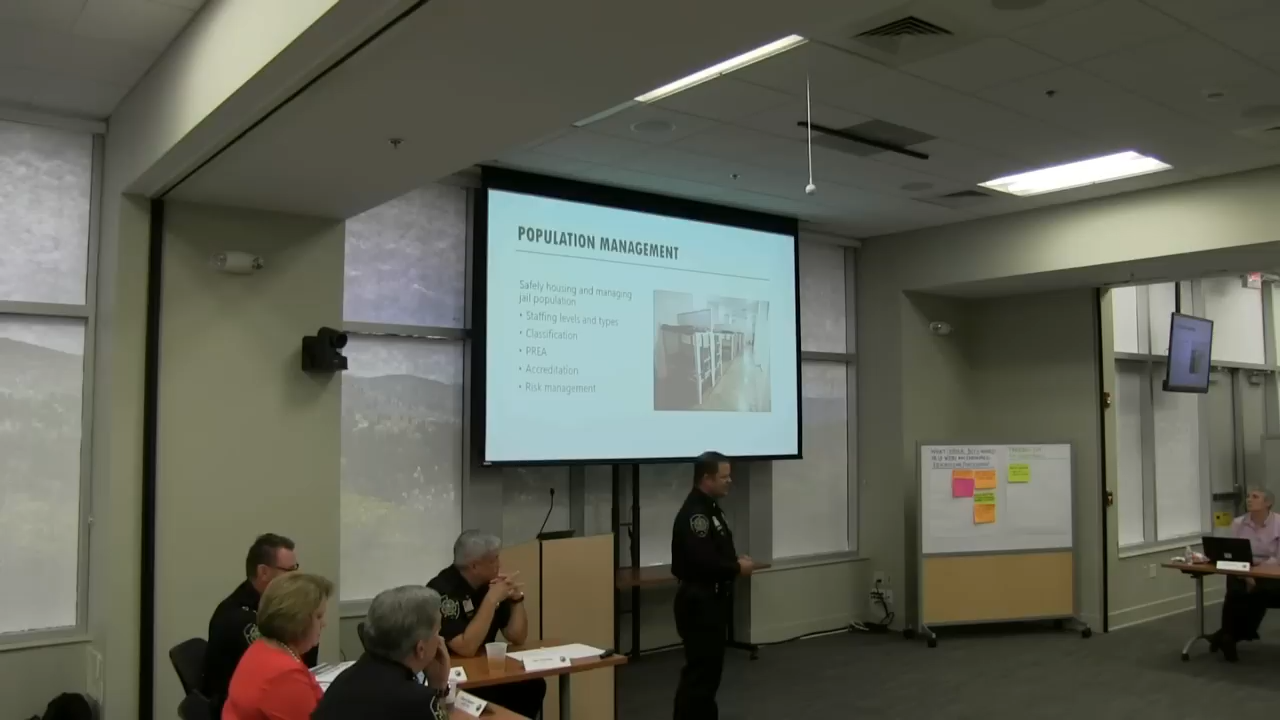 POPULATION MANAGEMENT
Safely housing and managing
jail population
• Staffing levels and types
• Classification
• PREA
• Accreditation
• Risk management